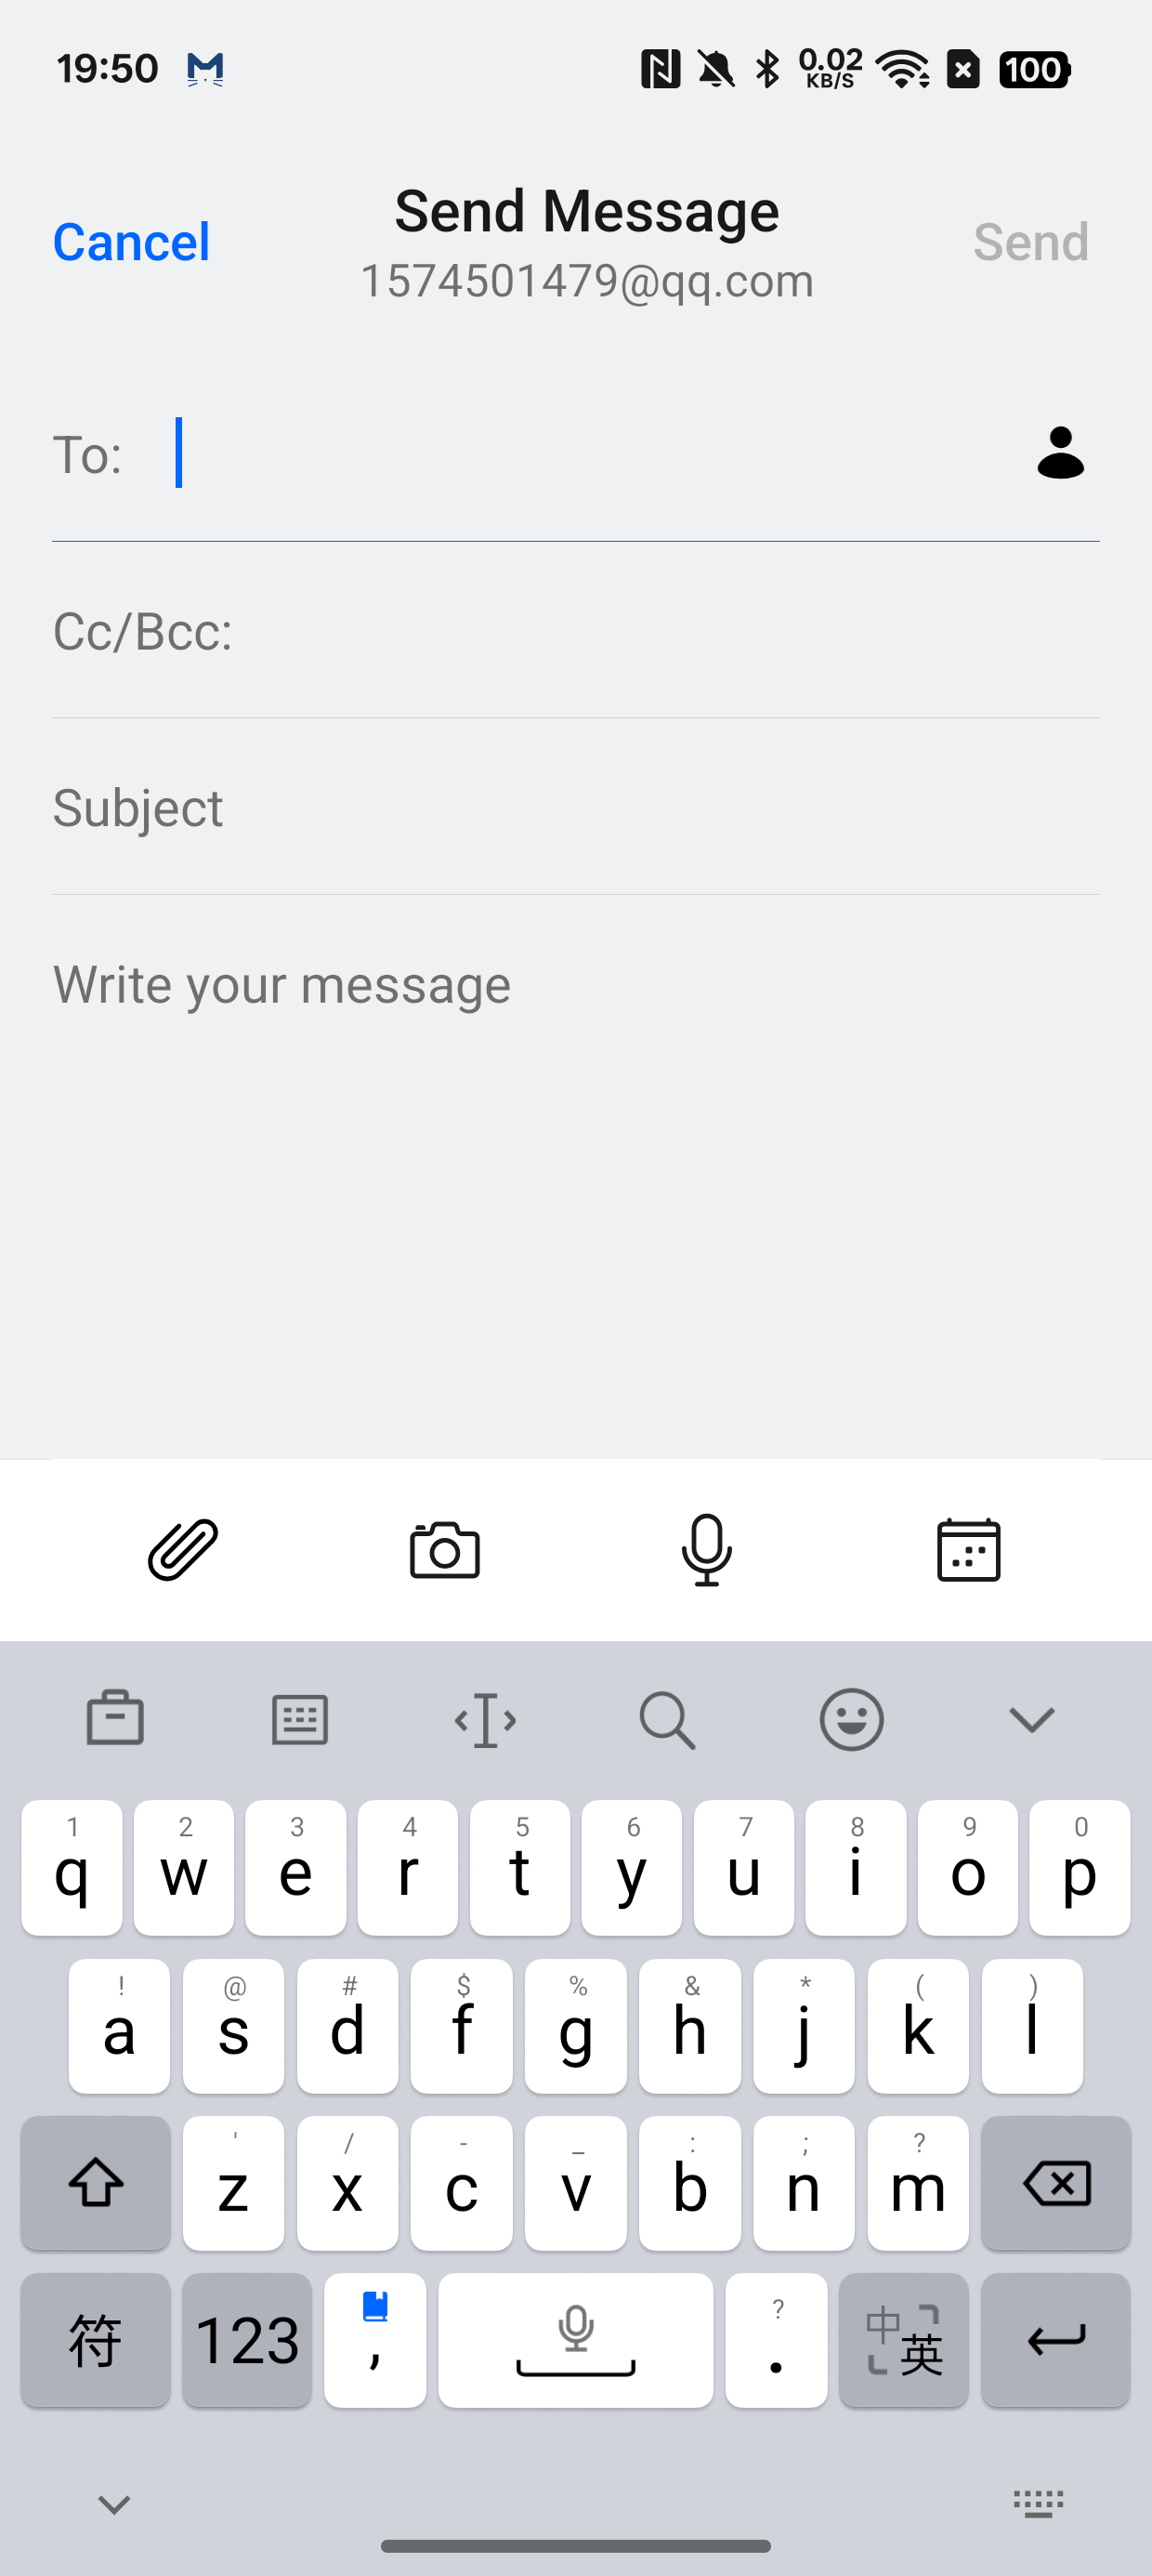 19:50
0.02
KB/S
100
Cancel
Send Message
Send
1574501479@qq.com
To:
Cc/Bcc:
Subject
Write your message
1 2 3 4 5 6 7 8 9 0
q w e r t y u i o p
! @ # $ % & * ( )
a s d f g h j k l
' / - _ : ; ?
z x c v b n m
符 123 , ? . 中 英